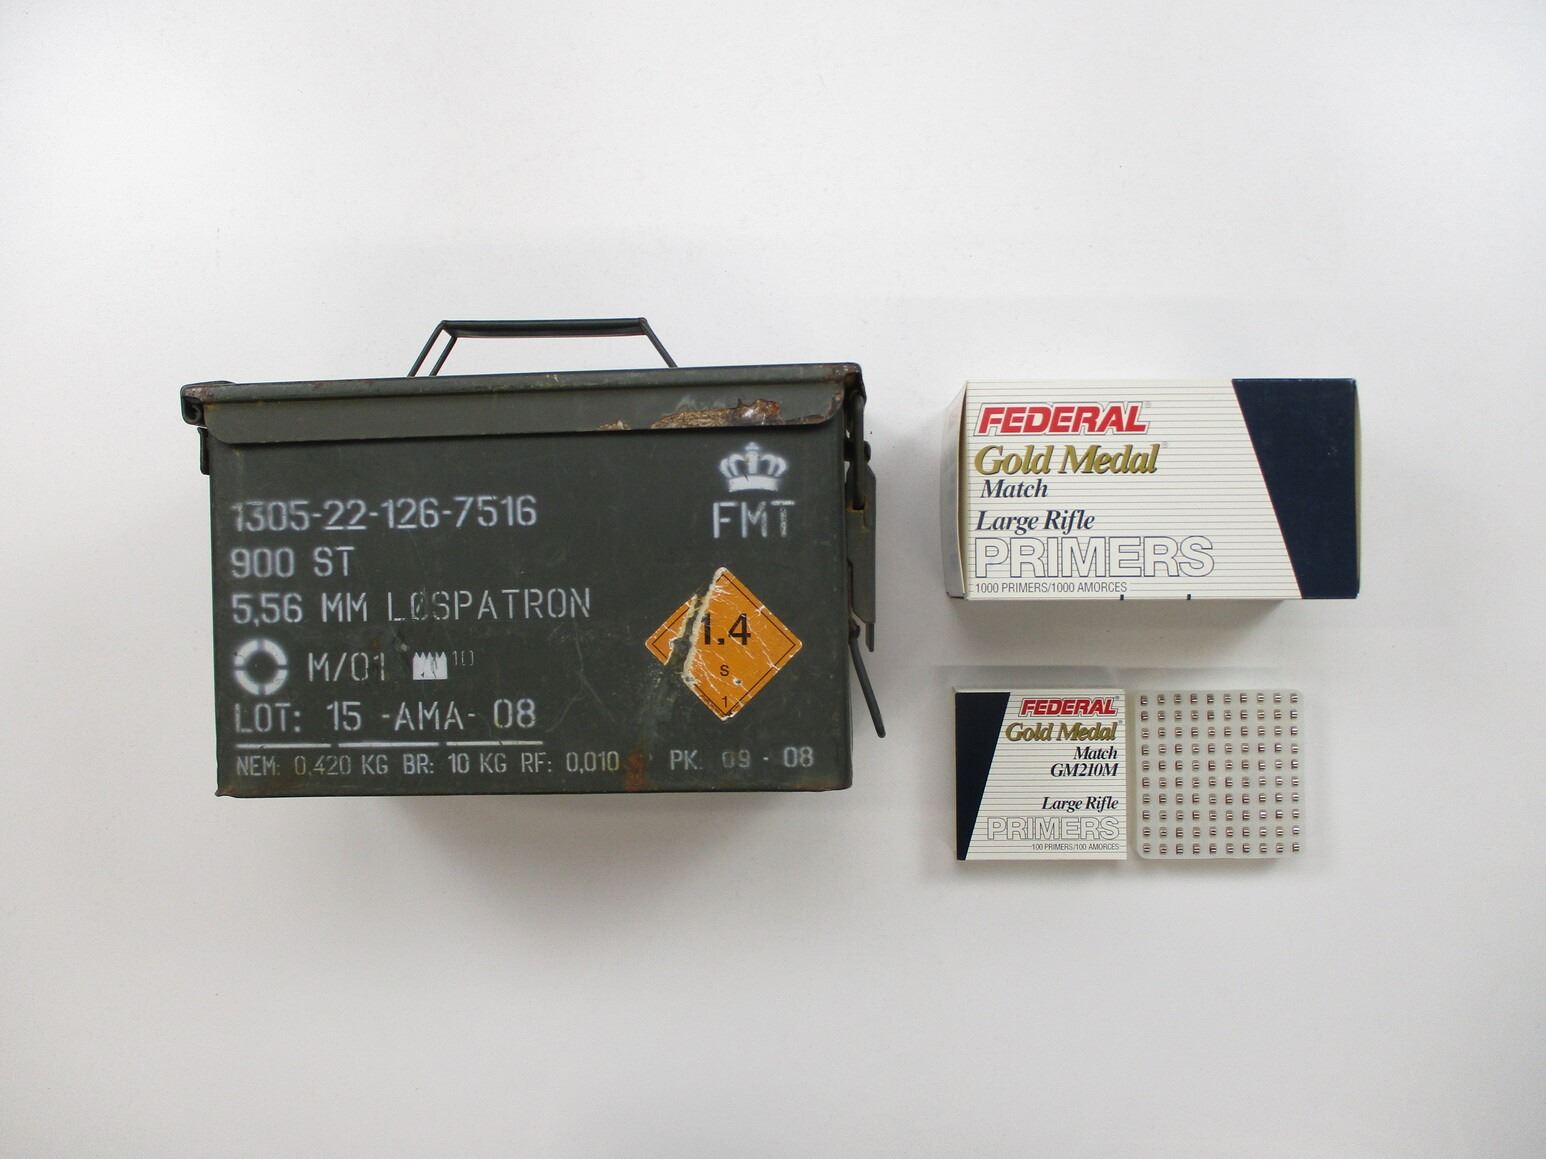 1305-22-126-7516
900 ST
5,56 MM LØSPATRON
M/01 10
LOT: 15 -AMA- 08
NEM: 0,420 KG BR: 10 KG RF: 0,010 PK: 09 - 08
FMT
1.4
S
1
FEDERAL®
Gold Medal®
Match
Large Rifle
PRIMERS
1000 PRIMERS/1000 AMORCES
FEDERAL®
Gold Medal®
Match
GM210M
Large Rifle
PRIMERS
100 PRIMERS/100 AMORCES